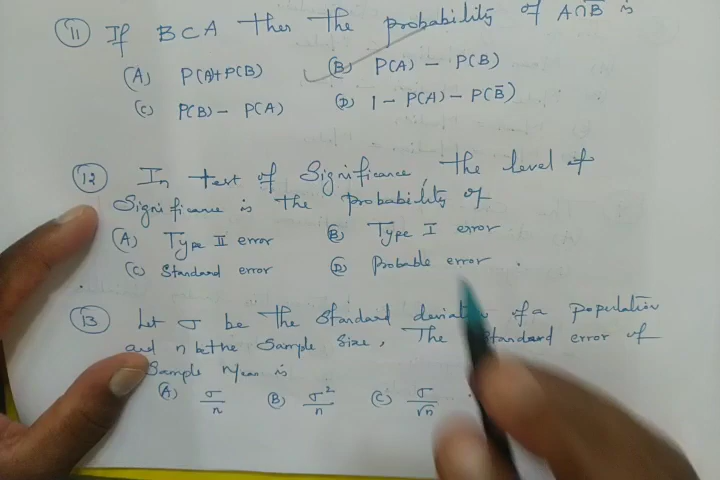 11 If B⊂A then the probability of A∩B̅ is
(A) P(A)+P(B) (B) P(A) - P(B)
(C) P(B) - P(A) (D) 1 - P(A) - P(B̅)
12 In test of Significance, the level of
Significance is the probability of
(A) Type II error (B) Type I error
(C) Standard error (D) Probable error
13 Let σ be the Standard deviation of a population
and n be the Sample Size, The Standard error of
Sample Mean is
(A) σ/n (B) σ²/n (C) σ/√n